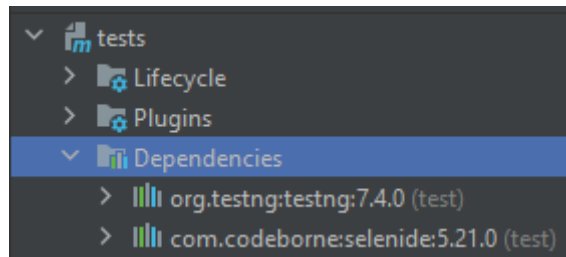 tests
Lifecycle
Plugins
Dependencies
org.testng:testng:7.4.0 (test)
com.codeborne:selenide:5.21.0 (test)